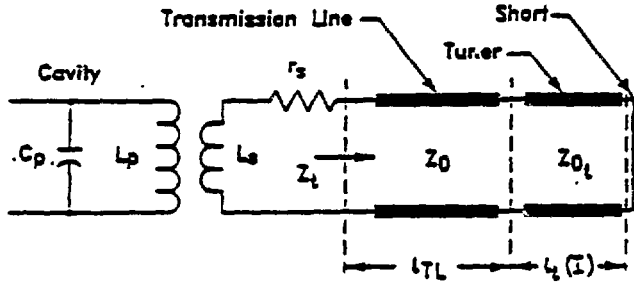 Transmission Line
Short
Tuner
Cavity
rs
Cp
Lp
Ls
Zt
Z0
Z0t
lTL
lt(I)